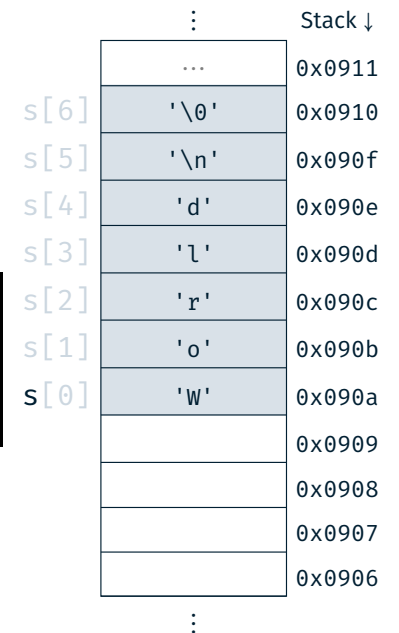 ⋮ Stack ↓
... 0x0911
s[6] '\0' 0x0910
s[5] '\n' 0x090f
s[4] 'd' 0x090e
s[3] 'l' 0x090d
s[2] 'r' 0x090c
s[1] 'o' 0x090b
s[0] 'W' 0x090a
0x0909
0x0908
0x0907
0x0906
⋮